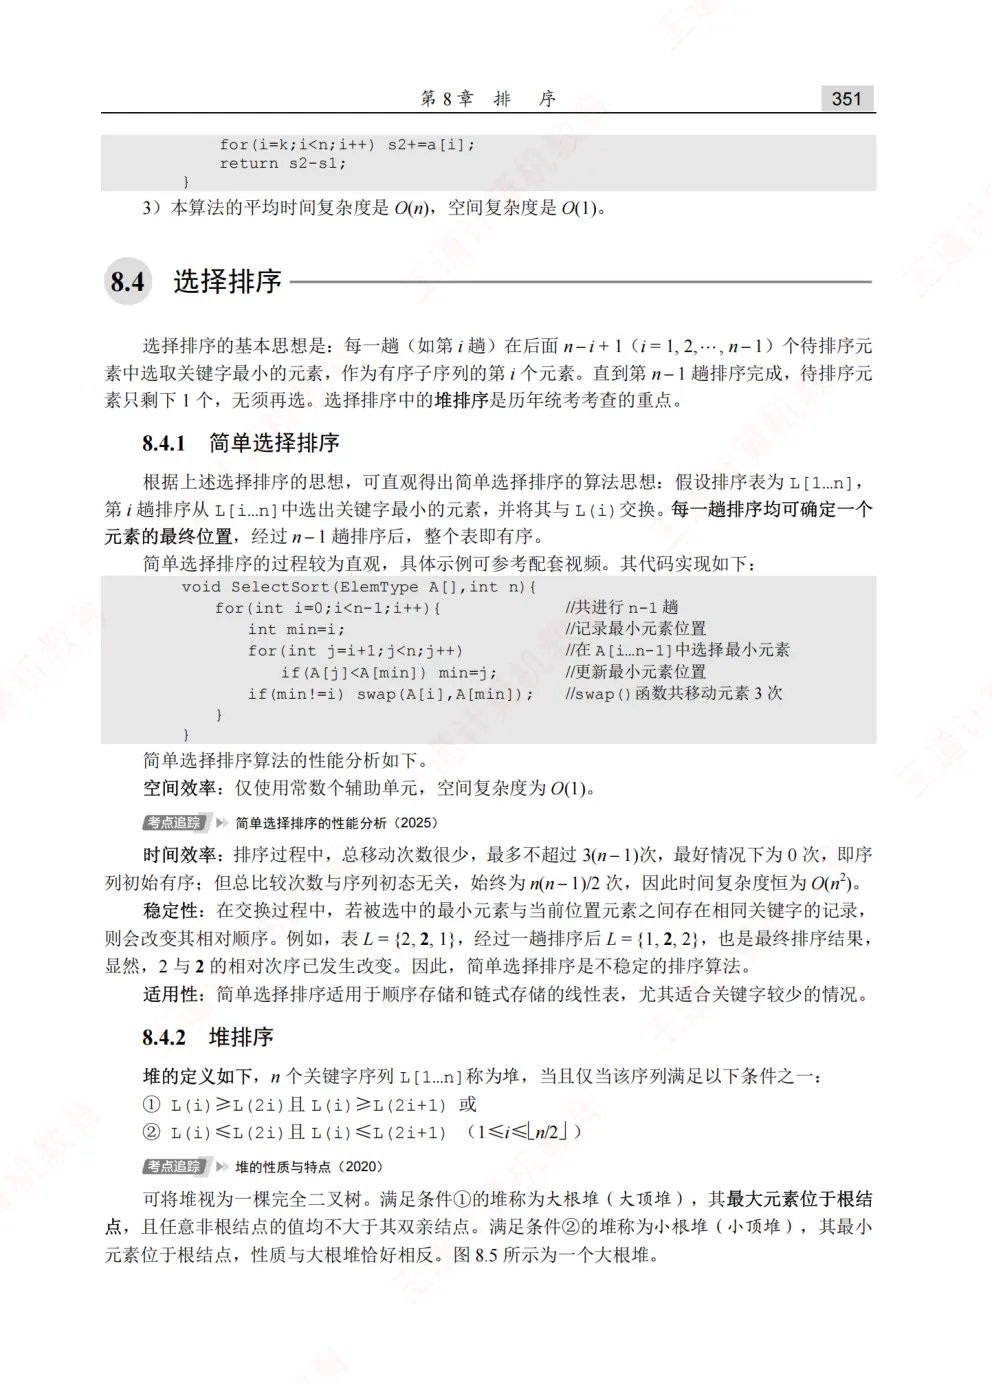 第 8 章 排 序 351
for(i=k;i<n;i++) s2+=a[i];
return s2-s1;
}
3）本算法的平均时间复杂度是 O(n)，空间复杂度是 O(1)。
8.4 选择排序
选择排序的基本思想是：每一趟（如第 i 趟）在后面 n − i + 1（i = 1, 2,⋯, n − 1）个待排序元
素中选取关键字最小的元素，作为有序子序列的第 i 个元素。直到第 n − 1 趟排序完成，待排序元
素只剩下 1 个，无须再选。选择排序中的堆排序是历年统考考查的重点。
8.4.1 简单选择排序
根据上述选择排序的思想，可直观得出简单选择排序的算法思想：假设排序表为 L[1…n]，
第 i 趟排序从 L[i…n]中选出关键字最小的元素，并将其与 L(i)交换。每一趟排序均可确定一个
元素的最终位置，经过 n − 1 趟排序后，整个表即有序。
简单选择排序的过程较为直观，具体示例可参考配套视频。其代码实现如下：
void SelectSort(ElemType A[],int n){
for(int i=0;i<n-1;i++){ //共进行 n-1 趟
int min=i; //记录最小元素位置
for(int j=i+1;j<n;j++) //在 A[i…n-1]中选择最小元素
if(A[j]<A[min]) min=j; //更新最小元素位置
if(min!=i) swap(A[i],A[min]); //swap()函数共移动元素 3 次
}
}
简单选择排序算法的性能分析如下。
空间效率：仅使用常数个辅助单元，空间复杂度为 O(1)。
考点追踪 简单选择排序的性能分析（2025）
时间效率：排序过程中，总移动次数很少，最多不超过 3(n − 1)次，最好情况下为 0 次，即序
列初始有序；但总比较次数与序列初态无关，始终为 n(n − 1)/2 次，因此时间复杂度恒为 O(n²)。
稳定性：在交换过程中，若被选中的最小元素与当前位置元素之间存在相同关键字的记录，
则会改变其相对顺序。例如，表 L = {2, 2, 1}，经过一趟排序后 L = {1, 2, 2}，也是最终排序结果，
显然，2 与 2 的相对次序已发生改变。因此，简单选择排序是不稳定的排序算法。
适用性：简单选择排序适用于顺序存储和链式存储的线性表，尤其适合关键字较少的情况。
8.4.2 堆排序
堆的定义如下，n 个关键字序列 L[1…n]称为堆，当且仅当该序列满足以下条件之一：
① L(i)≥L(2i)且 L(i)≥L(2i+1) 或
② L(i)≤L(2i)且 L(i)≤L(2i+1) （1≤i≤⌊n/2⌋）
考点追踪 堆的性质与特点（2020）
可将堆视为一棵完全二叉树。满足条件①的堆称为大根堆（大顶堆），其最大元素位于根结
点，且任意非根结点的值均不大于其双亲结点。满足条件②的堆称为小根堆（小顶堆），其最小
元素位于根结点，性质与大根堆恰好相反。图 8.5 所示为一个大根堆。